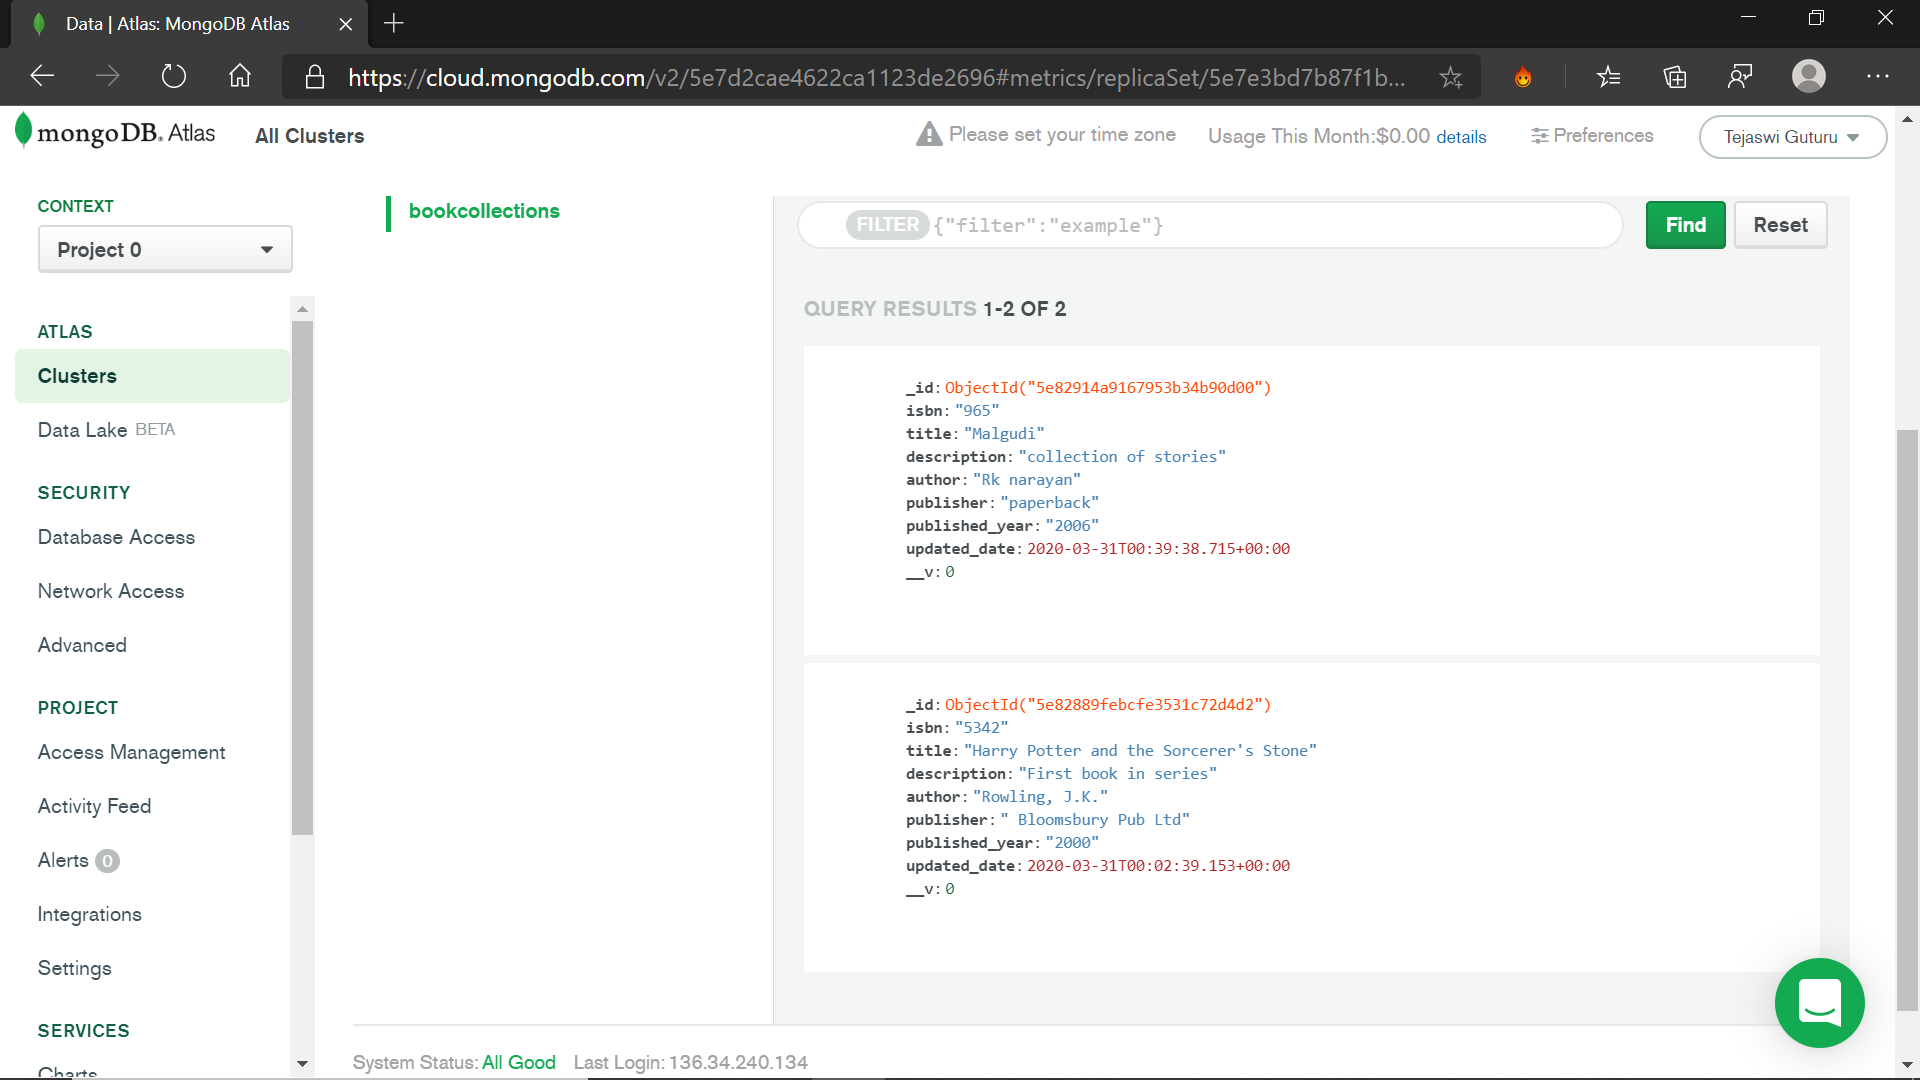 Data | Atlas: MongoDB Atlas
https://cloud.mongodb.com/v2/5e7d2cae4622ca1123de2696#metrics/replicaSet/5e7e3bd7b87f1b...
mongoDB. Atlas
All Clusters
Please set your time zone
Usage This Month:$0.00 details
Preferences
Tejaswi Guturu
CONTEXT
Project 0
ATLAS
Clusters
Data Lake BETA
SECURITY
Database Access
Network Access
Advanced
PROJECT
Access Management
Activity Feed
Alerts 0
Integrations
Settings
SERVICES
Charts
bookcollections
FILTER {"filter":"example"}
Find
Reset
QUERY RESULTS 1-2 OF 2
_id: ObjectId("5e82914a9167953b34b90d00")
isbn: "965"
title: "Malgudi"
description: "collection of stories"
author: "Rk narayan"
publisher: "paperback"
published_year: "2006"
updated_date: 2020-03-31T00:39:38.715+00:00
__v: 0
_id: ObjectId("5e82889febcfe3531c72d4d2")
isbn: "5342"
title: "Harry Potter and the Sorcerer's Stone"
description: "First book in series"
author: "Rowling, J.K."
publisher: " Bloomsbury Pub Ltd"
published_year: "2000"
updated_date: 2020-03-31T00:02:39.153+00:00
__v: 0
System Status: All Good Last Login: 136.34.240.134